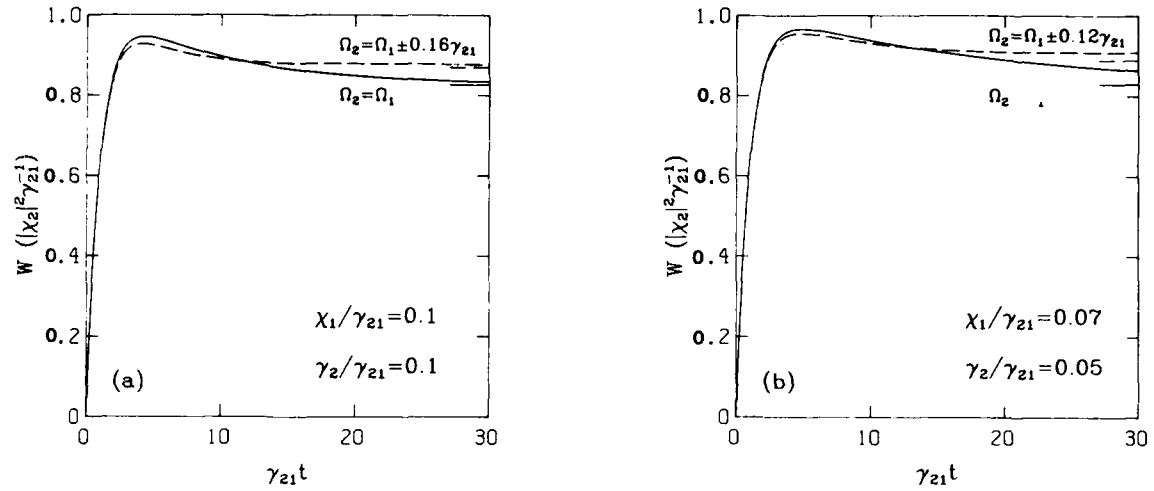 1.0
0.8
0.6
0.4
0.2
0
W (|χ₂|²γ₂₁⁻¹)
Ω₂=Ω₁±0.16γ₂₁
Ω₂=Ω₁
χ₁/γ₂₁=0.1
γ₂/γ₂₁=0.1
(a)
0 10 20 30
γ₂₁t
1.0
0.8
0.6
0.4
0.2
0
W (|χ₂|²γ₂₁⁻¹)
Ω₂=Ω₁±0.12γ₂₁
Ω₂
χ₁/γ₂₁=0.07
γ₂/γ₂₁=0.05
(b)
0 10 20 30
γ₂₁t